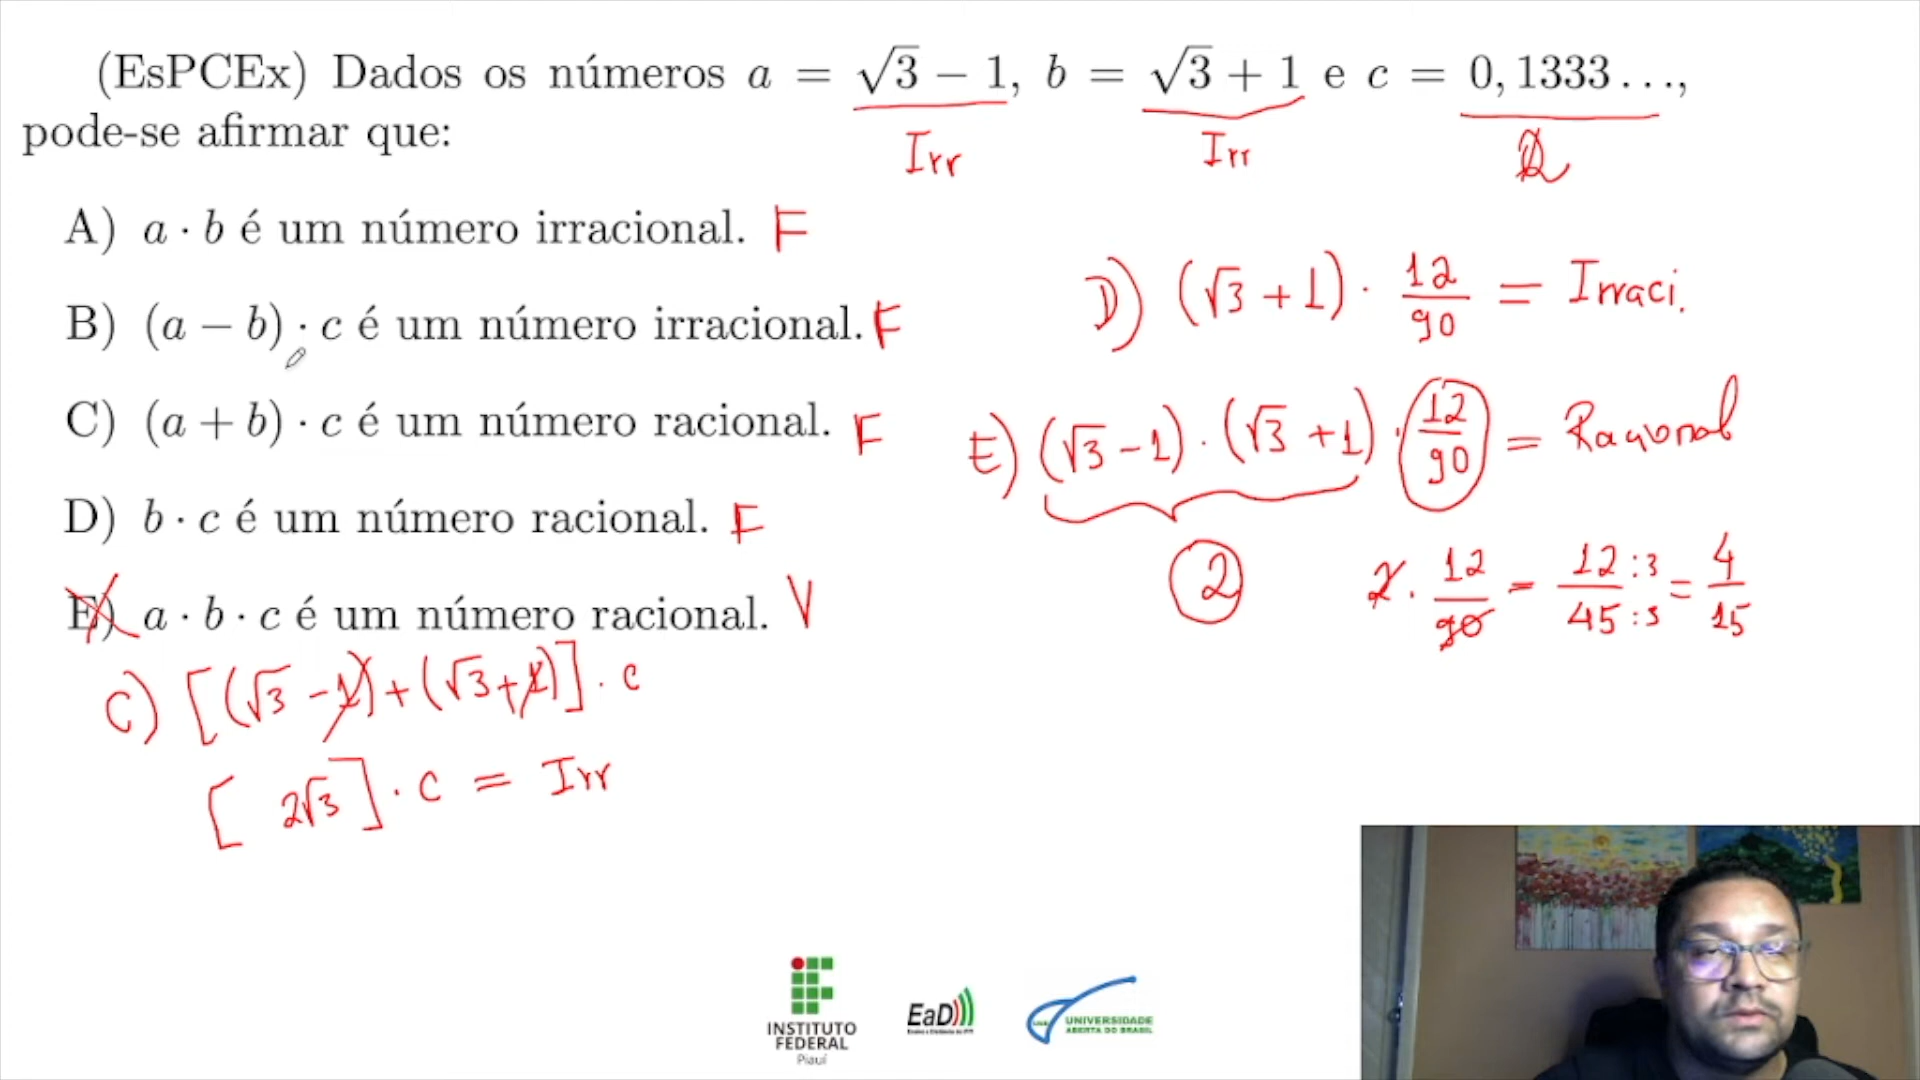 (EsPCEx) Dados os números a = √3 − 1, b = √3 + 1 e c = 0,1333...,
Irr Irr Q
pode-se afirmar que:
A) a · b é um número irracional. F
B) (a − b) · c é um número irracional. F
C) (a + b) · c é um número racional. F
D) b · c é um número racional. F
E) a · b · c é um número racional. V
C) [(√3 − 1) + (√3 + 1)] · c
[2√3] · c = Irr
D) (√3 + 1) · 12/90 = Irraci.
E) (√3 − 1) · (√3 + 1) · 12/90 = Racional
2
2 · 12/90 = 12:3/45:3 = 4/15
INSTITUTO
FEDERAL
Piauí
EaD
UNIVERSIDADE
ABERTA DO BRASIL